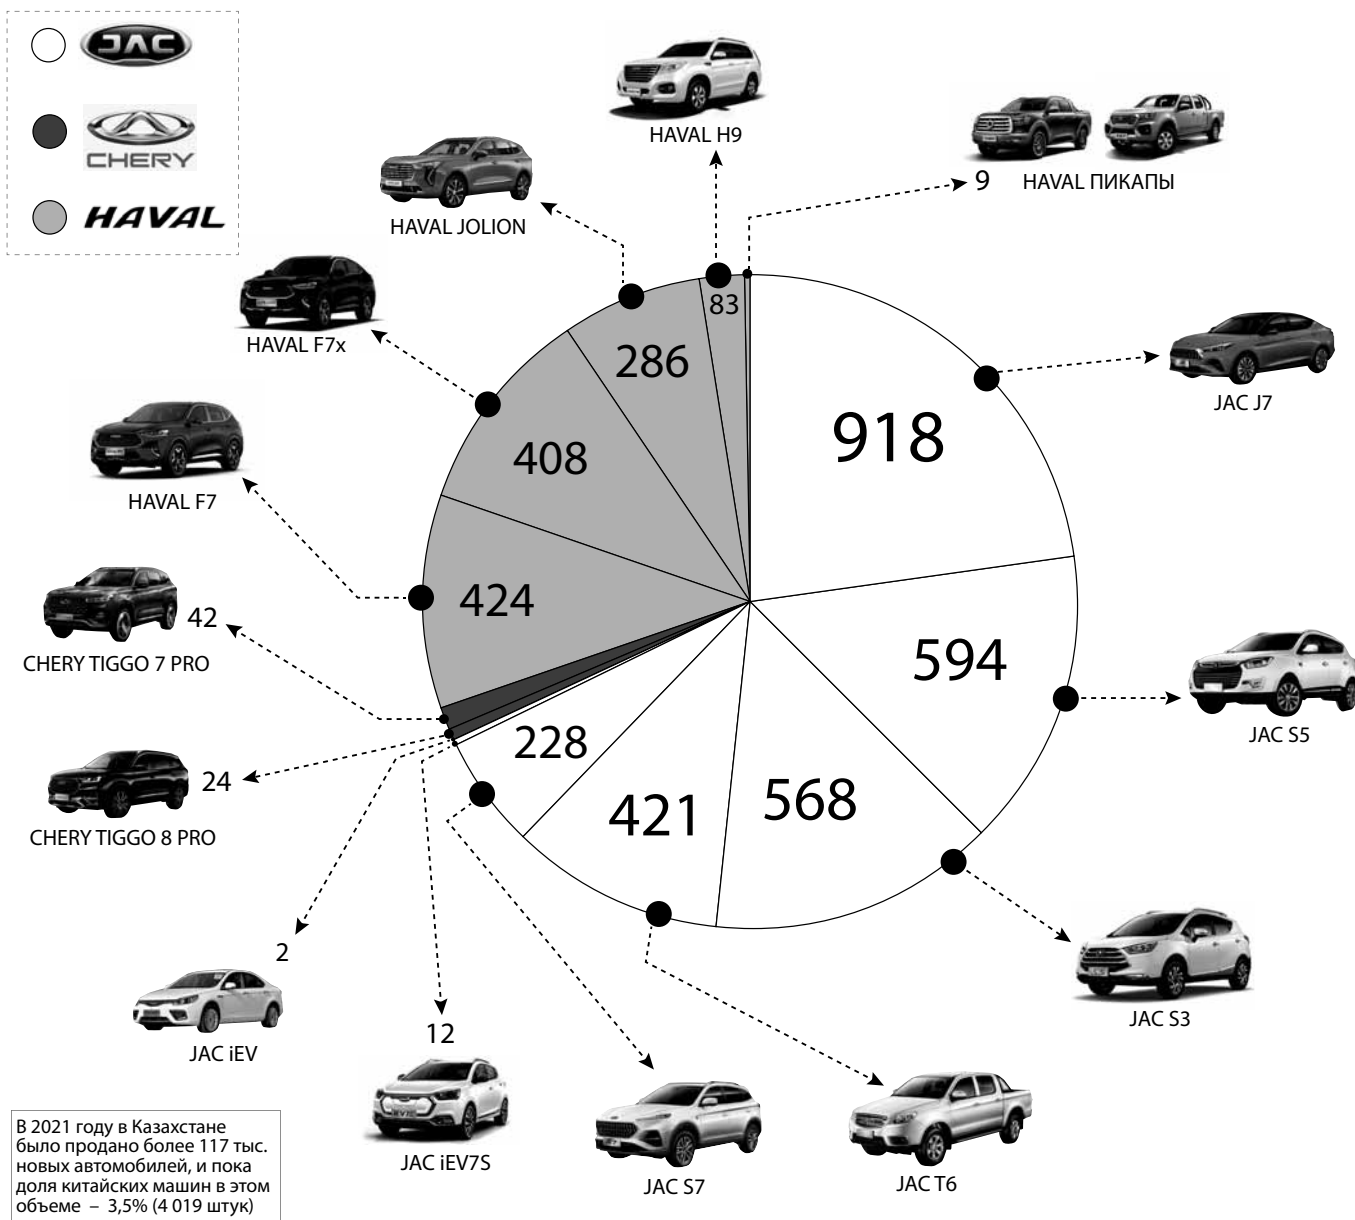 JAC
CHERY
HAVAL
HAVAL H9
9
HAVAL ПИКАПЫ
HAVAL JOLION
HAVAL F7x
83
286
JAC J7
918
408
HAVAL F7
424
42
CHERY TIGGO 7 PRO
594
JAC S5
228
24
CHERY TIGGO 8 PRO
568
421
2
JAC iEV
12
JAC S3
JAC iEV7S
JAC S7
JAC T6
В 2021 году в Казахстане
было продано более 117 тыс.
новых автомобилей, и пока
доля китайских машин в этом
объеме – 3,5% (4 019 штук)